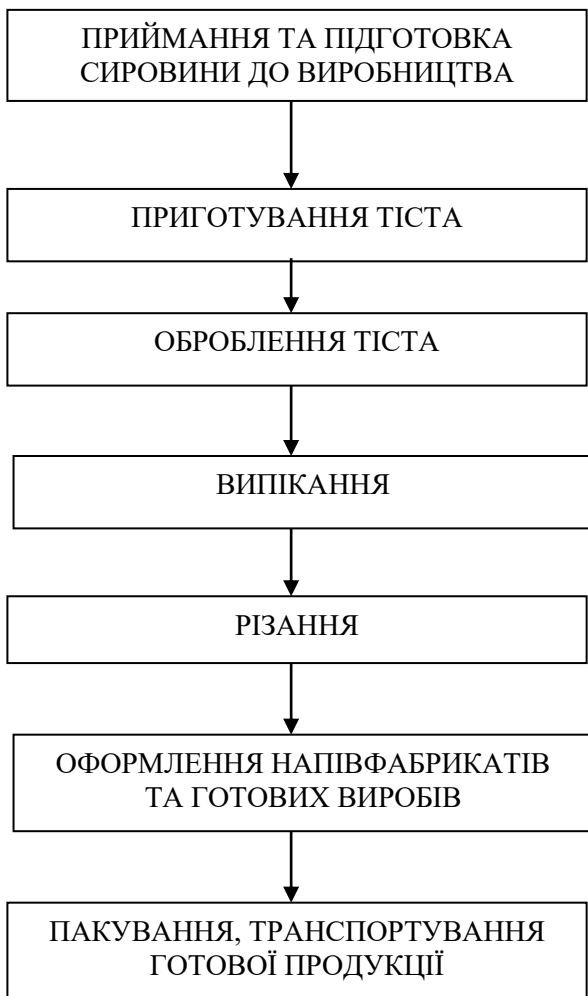 ПРИЙМАННЯ ТА ПІДГОТОВКА
СИРОВИНИ ДО ВИРОБНИЦТВА
ПРИГОТУВАННЯ ТІСТА
ОБРОБЛЕННЯ ТІСТА
ВИПІКАННЯ
РІЗАННЯ
ОФОРМЛЕННЯ НАПІВФАБРИКАТІВ
ТА ГОТОВИХ ВИРОБІВ
ПАКУВАННЯ, ТРАНСПОРТУВАННЯ
ГОТОВОЇ ПРОДУКЦІЇ